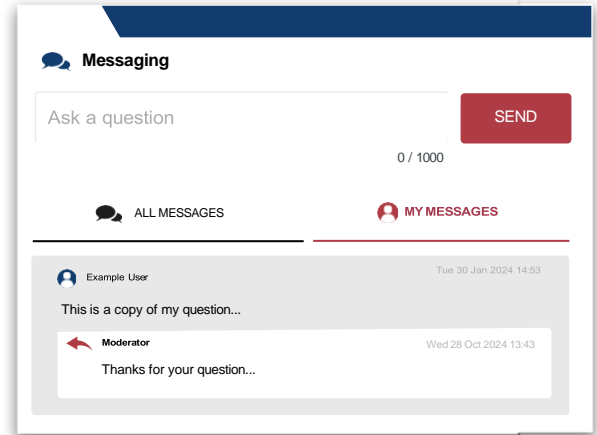 Messaging
Ask a question
SEND
0 / 1000
ALL MESSAGES
MY MESSAGES
Example User
Tue 30 Jan 2024 14:53
This is a copy of my question...
Moderator
Wed 28 Oct 2024 13:43
Thanks for your question...